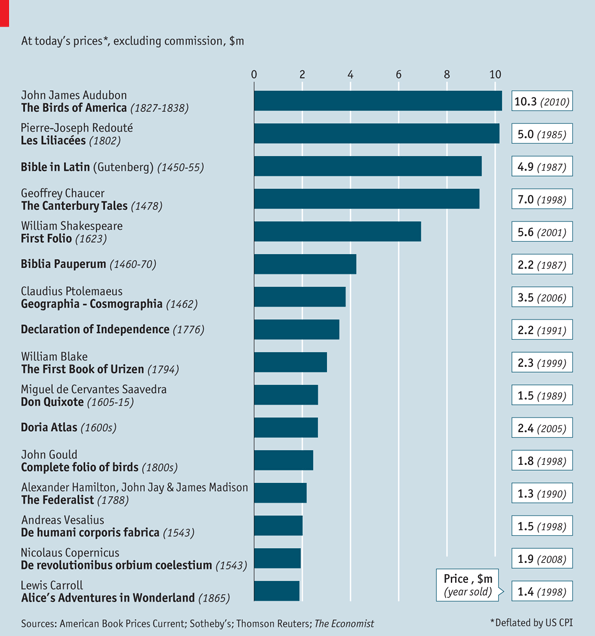 At today's prices*, excluding commission, $m
0 2 4 6 8 10
John James Audubon
The Birds of America (1827-1838)
10.3 (2010)
Pierre-Joseph Redouté
Les Liliacées (1802)
5.0 (1985)
Bible in Latin (Gutenberg) (1450-55)
4.9 (1987)
Geoffrey Chaucer
The Canterbury Tales (1478)
7.0 (1998)
William Shakespeare
First Folio (1623)
5.6 (2001)
Biblia Pauperum (1460-70)
2.2 (1987)
Claudius Ptolemaeus
Geographia - Cosmographia (1462)
3.5 (2006)
Declaration of Independence (1776)
2.2 (1991)
William Blake
The First Book of Urizen (1794)
2.3 (1999)
Miguel de Cervantes Saavedra
Don Quixote (1605-15)
1.5 (1989)
Doria Atlas (1600s)
2.4 (2005)
John Gould
Complete folio of birds (1800s)
1.8 (1998)
Alexander Hamilton, John Jay & James Madison
The Federalist (1788)
1.3 (1990)
Andreas Vesalius
De humani corporis fabrica (1543)
1.5 (1998)
Nicolaus Copernicus
De revolutionibus orbium coelestium (1543)
1.9 (2008)
Lewis Carroll
Alice's Adventures in Wonderland (1865)
Price, $m
(year sold)
1.4 (1998)
Sources: American Book Prices Current; Sotheby's; Thomson Reuters; The Economist
*Deflated by US CPI